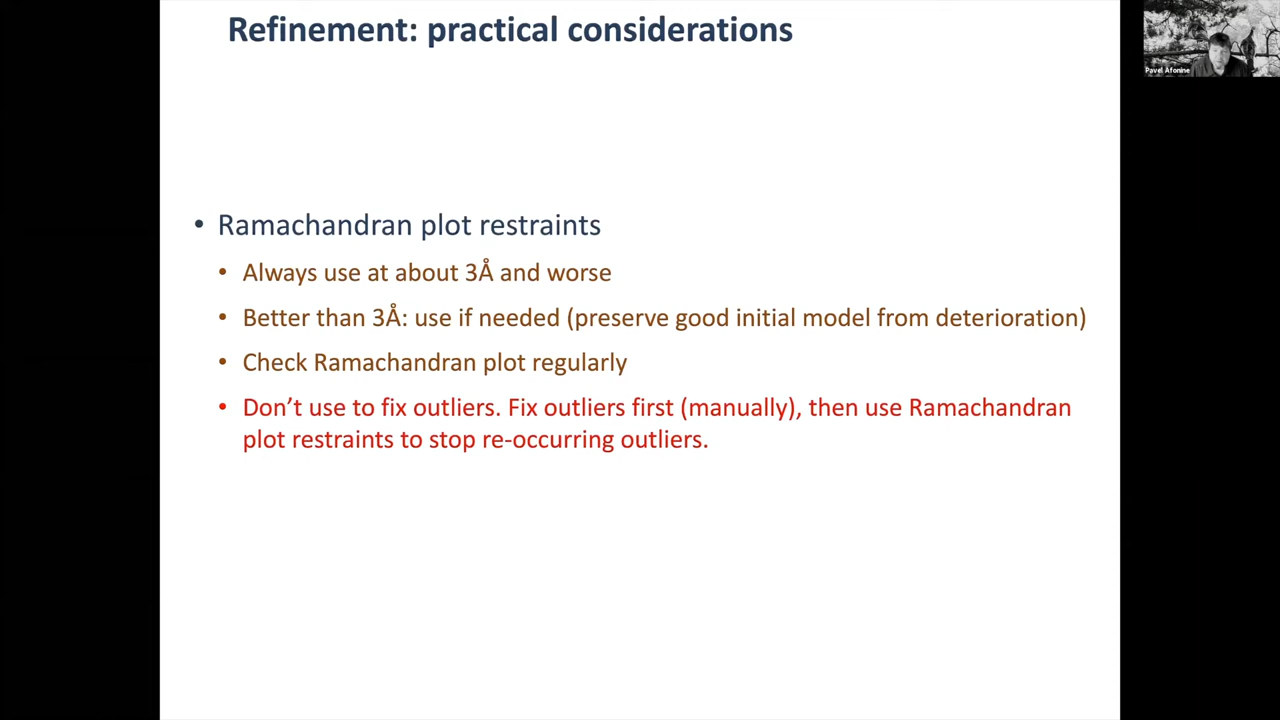 Refinement: practical considerations
Pavel Afonine
• Ramachandran plot restraints
• Always use at about 3Å and worse
• Better than 3Å: use if needed (preserve good initial model from deterioration)
• Check Ramachandran plot regularly
• Don’t use to fix outliers. Fix outliers first (manually), then use Ramachandran
plot restraints to stop re-occurring outliers.